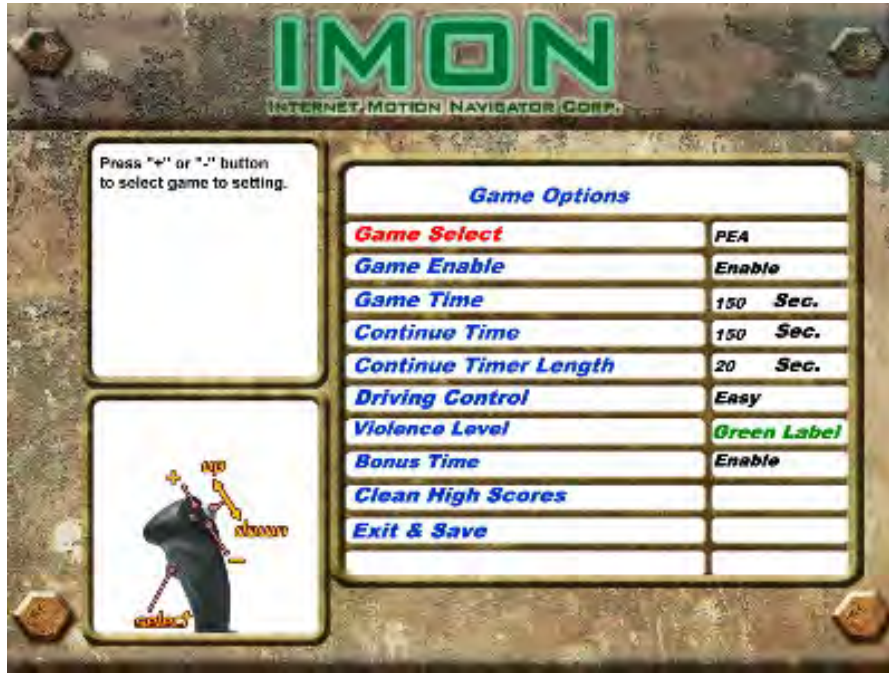 IMON
INTERNET MOTION NAVIGATOR CORP.
Press "+" or "-" button
to select game to setting.
Game Options
Game Select PEA
Game Enable Enable
Game Time 150 Sec.
Continue Time 150 Sec.
Continue Timer Length 20 Sec.
Driving Control Easy
Violence Level Green Label
Bonus Time Enable
Clean High Scores
Exit & Save
+ up
down
-
select